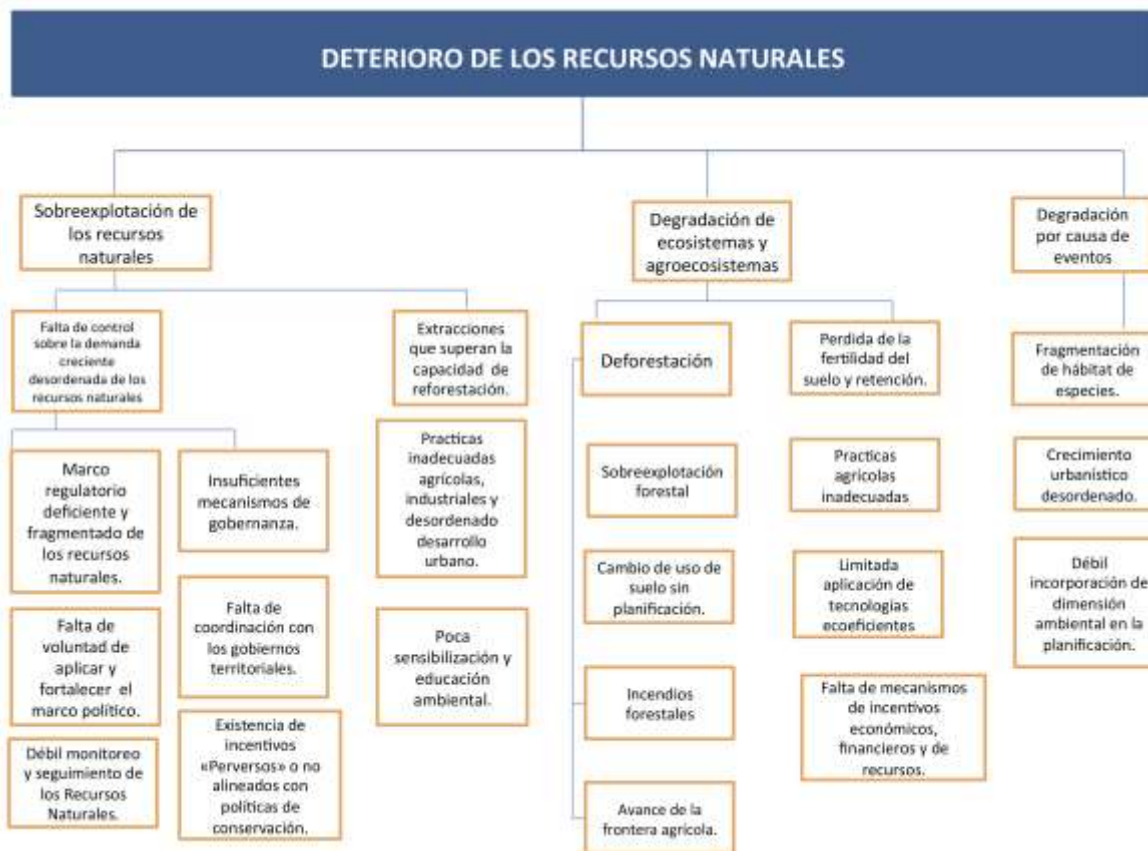 DETERIORO DE LOS RECURSOS NATURALES
Sobreexplotación de
los recursos
naturales
Falta de control
sobre la demanda
creciente
desordenada de los
recursos naturales
Marco
regulatorio
deficiente y
fragmentado de
los recursos
naturales.
Falta de
voluntad de
aplicar y
fortalecer el
marco político.
Débil monitoreo
y seguimiento de
los Recursos
Naturales.
Insuficientes
mecanismos de
gobernanza.
Falta de
coordinación con
los gobiernos
territoriales.
Existencia de
incentivos
«Perversos» o no
alineados con
políticas de
conservación.
Extracciones
que superan la
capacidad de
reforestación.
Practicas
inadecuadas
agrícolas,
industriales y
desordenado
desarrollo
urbano.
Poca
sensibilización y
educación
ambiental.
Degradación de
ecosistemas y
agroecosistemas
Deforestación
Sobreexplotación
forestal
Cambio de uso de
suelo sin
planificación.
Incendios
forestales
Avance de la
frontera agrícola.
Perdida de la
fertilidad del
suelo y retención.
Practicas
agrícolas
inadecuadas
Limitada
aplicación de
tecnologías
ecoeficientes
Falta de mecanismos
de incentivos
económicos,
financieros y de
recursos.
Degradación
por causa de
eventos
Fragmentación
de hábitat de
especies.
Crecimiento
urbanístico
desordenado.
Débil
incorporación de
dimensión
ambiental en la
planificación.